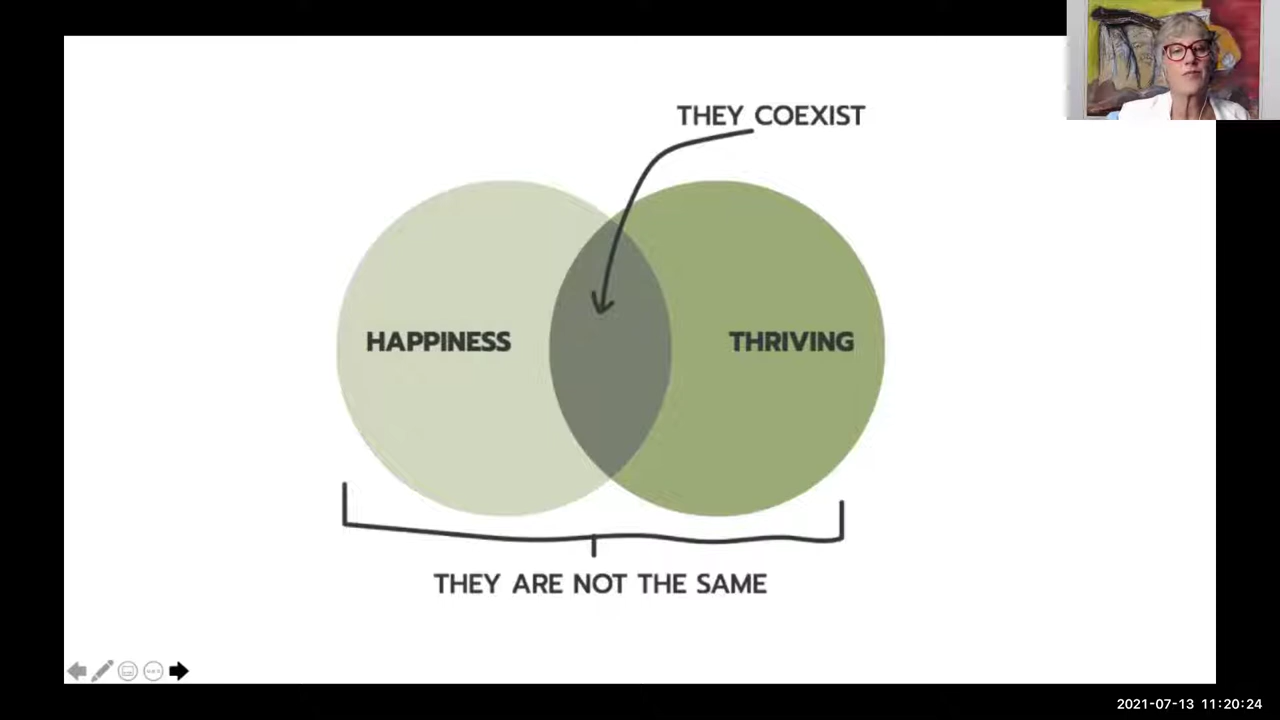 THEY COEXIST
HAPPINESS
THRIVING
THEY ARE NOT THE SAME
2021-07-13 11:20:24